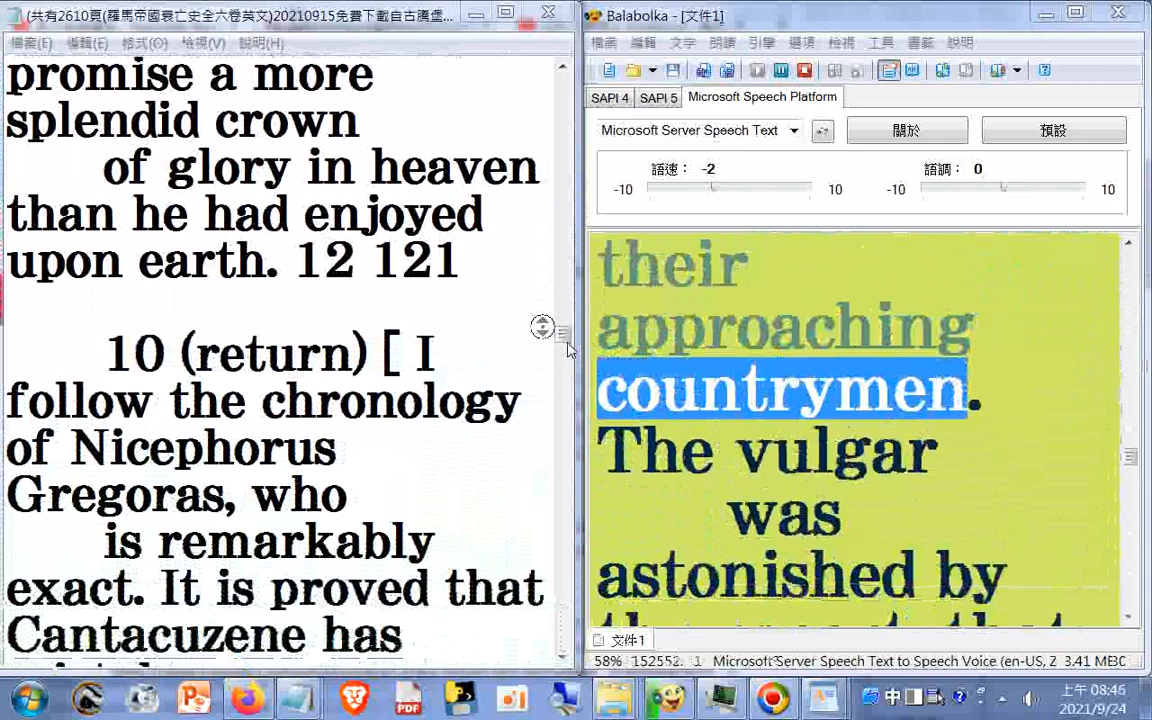 (共有2610頁(羅馬帝國衰亡史全六卷英文)20210915免費下載自古騰堡...
檔案(F) 編輯(E) 格式(O) 檢視(V) 說明(H)
promise a more
splendid crown
of glory in heaven
than he had enjoyed
upon earth. 12 121
10 (return) [ I
follow the chronology
of Nicephorus
Gregoras, who
is remarkably
exact. It is proved that
Cantacuzene has
Balabolka - [文件1]
檔案 編輯 文字 朗讀 引擎 選項 檢視 工具 書籤 說明
SAPI 4 SAPI 5 Microsoft Speech Platform
Microsoft Server Speech Text 關於 預設
語速： -2 語調： 0
-10 10 -10 10
their
approaching
countrymen.
The vulgar
was
astonished by
文件1
58% 152552. 1 Microsoft Server Speech Text to Speech Voice (en-US, Z 3.41 MB
中
上午 08:46
2021/9/24